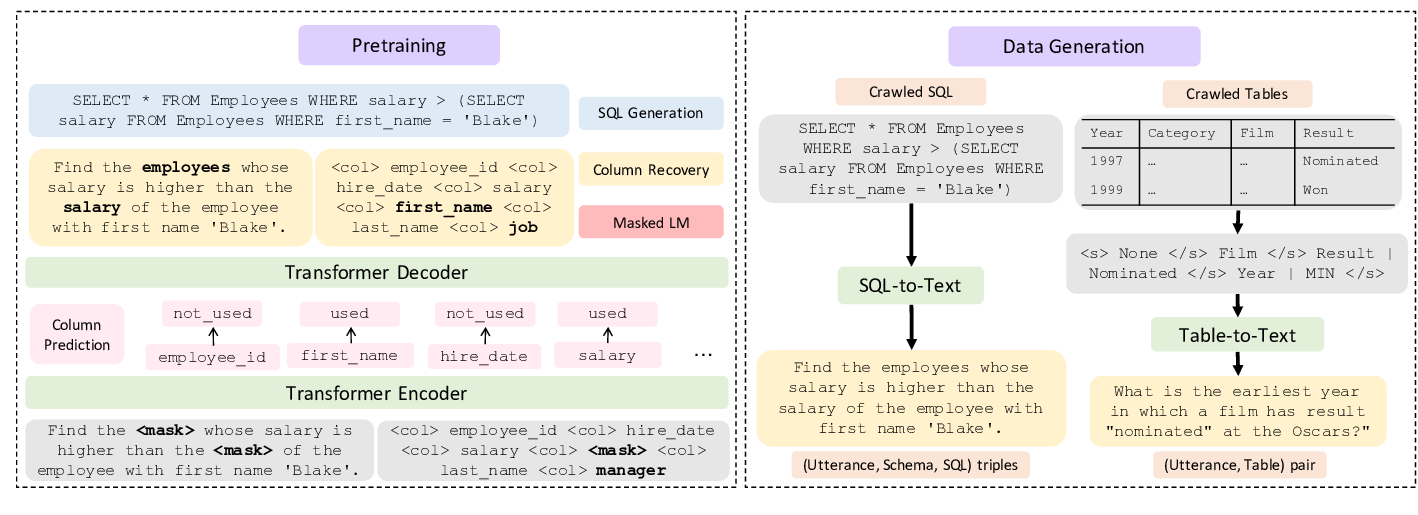 Pretraining
SELECT * FROM Employees WHERE salary > (SELECT
salary FROM Employees WHERE first_name = 'Blake')
SQL Generation
Find the employees whose
salary is higher than the
salary of the employee
with first name 'Blake'.
<col> employee_id <col>
hire_date <col> salary
<col> first_name <col>
last_name <col> job
Column Recovery
Masked LM
Transformer Decoder
Column
Prediction
not_used
used
not_used
used
employee_id
first_name
hire_date
salary
...
Transformer Encoder
Find the <mask> whose salary is
higher than the <mask> of the
employee with first name 'Blake'.
<col> employee_id <col> hire_date
<col> salary <col> <mask> <col>
last_name <col> manager
Data Generation
Crawled SQL
SELECT * FROM Employees
WHERE salary > (SELECT
salary FROM Employees WHERE
first_name = 'Blake')
SQL-to-Text
Find the employees whose
salary is higher than the
salary of the employee with
first name 'Blake'.
(Utterance, Schema, SQL) triples
Crawled Tables
Year Category Film Result
1997 … … Nominated
1999 … … Won
<s> None </s> Film </s> Result |
Nominated </s> Year | MIN </s>
Table-to-Text
What is the earliest year
in which a film has result
"nominated" at the Oscars?"
(Utterance, Table) pair